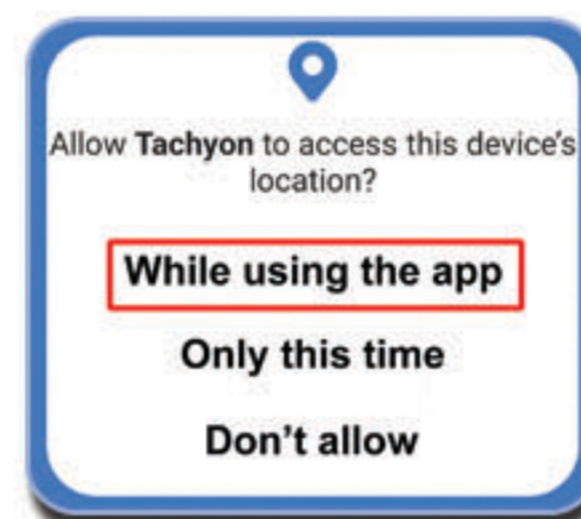 Allow Tachyon to access this device's
location?
While using the app
Only this time
Don't allow